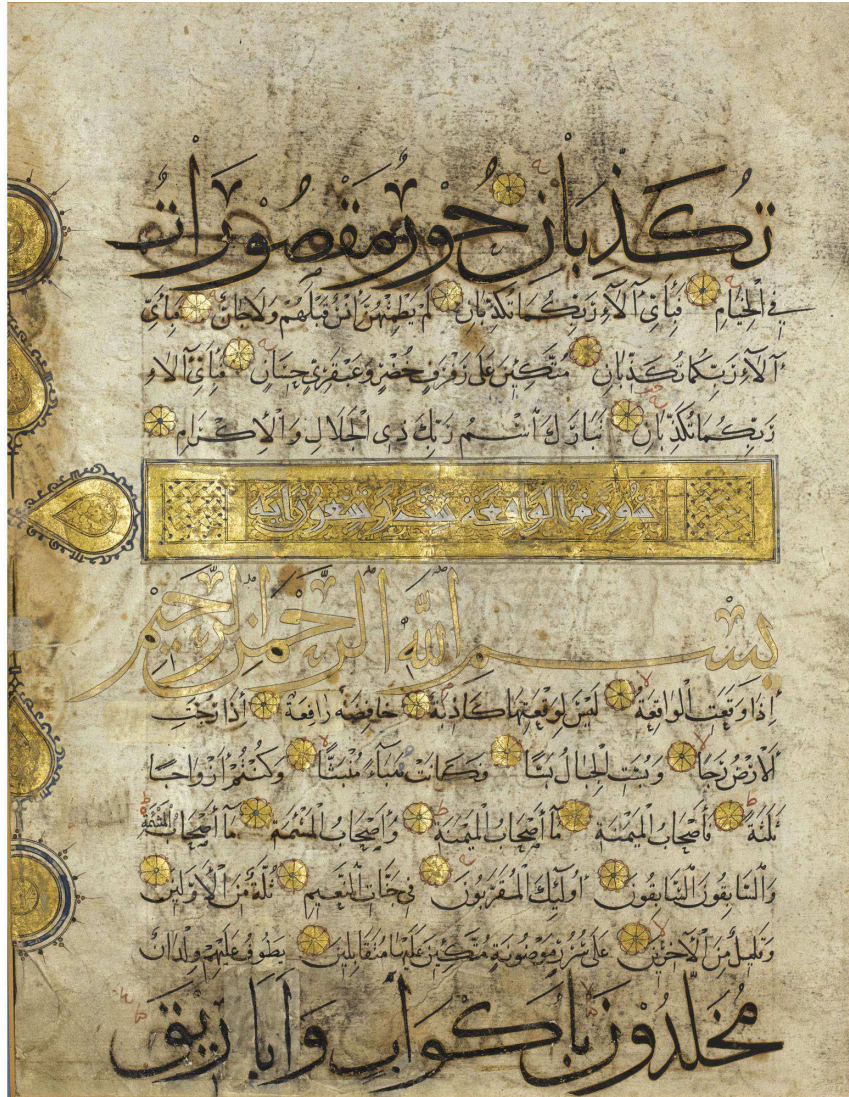 تُكَذِّبَانِ حُورٌ مَقْصُورَاتٌ
فِي الْخِيَامِ فَبِأَيِّ آلَاءِ رَبِّكُمَا تُكَذِّبَانِ لَمْ يَطْمِثْهُنَّ إِنْسٌ قَبْلَهُمْ وَلَا جَانٌّ فَبِأَيِّ
آلَاءِ رَبِّكُمَا تُكَذِّبَانِ مُتَّكِئِينَ عَلَى رَفْرَفٍ خُضْرٍ وَعَبْقَرِيٍّ حِسَانٍ فَبِأَيِّ آلَاءِ
رَبِّكُمَا تُكَذِّبَانِ تَبَارَكَ اسْمُ رَبِّكَ ذِي الْجَلَالِ وَالْإِكْرَامِ
سورة الواقعة ست وتسعون اية
بِسْمِ اللَّهِ الرَّحْمَنِ الرَّحِيمِ
إِذَا وَقَعَتِ الْوَاقِعَةُ لَيْسَ لِوَقْعَتِهَا كَاذِبَةٌ خَافِضَةٌ رَافِعَةٌ إِذَا رُجَّتِ
الْأَرْضُ رَجًّا وَبُسَّتِ الْجِبَالُ بَسًّا فَكَانَتْ هَبَاءً مُنْبَثًّا وَكُنْتُمْ أَزْوَاجًا
ثَلَثَةً فَأَصْحَابُ الْمَيْمَنَةِ مَا أَصْحَابُ الْمَيْمَنَةِ وَأَصْحَابُ الْمَشْئَمَةِ مَا أَصْحَابُ الْمَشْئَمَةِ
وَالسَّابِقُونَ السَّابِقُونَ أُولَئِكَ الْمُقَرَّبُونَ فِي جَنَّاتِ النَّعِيمِ ثُلَّةٌ مِنَ الْأَوَّلِينَ
وَقَلِيلٌ مِنَ الْآخِرِينَ عَلَى سُرُرٍ مَوْضُونَةٍ مُتَّكِئِينَ عَلَيْهَا مُتَقَابِلِينَ يَطُوفُ عَلَيْهِمْ وِلْدَانٌ
مُخَلَّدُونَ بِأَكْوَابٍ وَأَبَارِيقَ